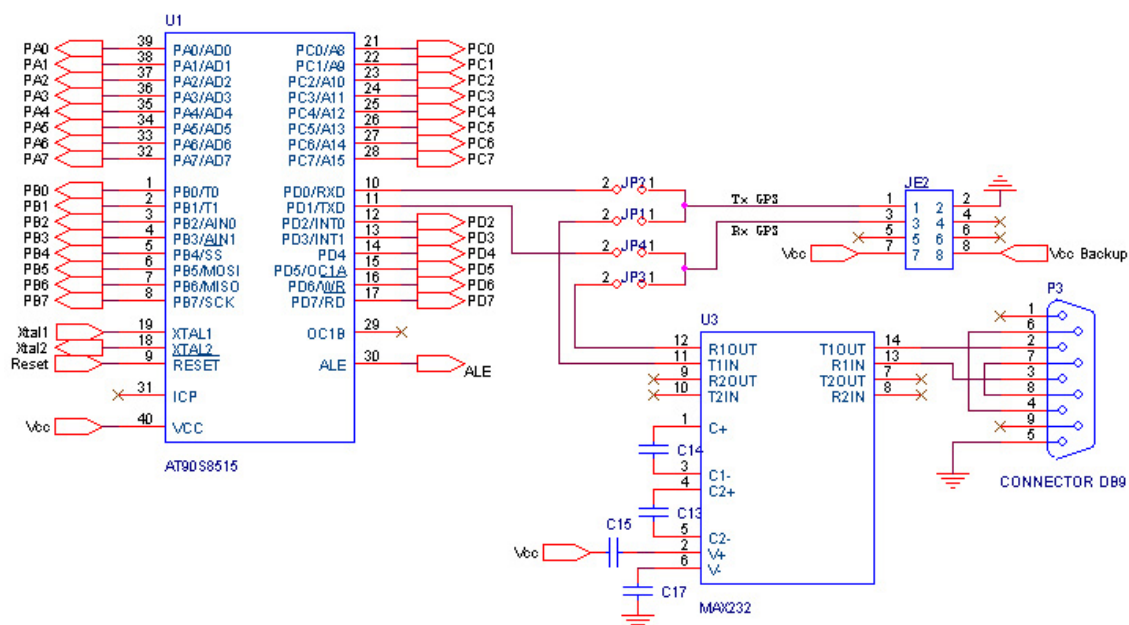 U1
PA0 39 PA0/AD0 PC0/A8 21 PC0
PA1 38 PA1/AD1 PC1/A9 22 PC1
PA2 37 PA2/AD2 PC2/A10 23 PC2
PA3 36 PA3/AD3 PC3/A11 24 PC3
PA4 35 PA4/AD4 PC4/A12 25 PC4
PA5 34 PA5/AD5 PC5/A13 26 PC5
PA6 33 PA6/AD6 PC6/A14 27 PC6
PA7 32 PA7/AD7 PC7/A15 28 PC7
PB0 1 PB0/T0 PD0/RXD 10
PB1 2 PB1/T1 PD1/TXD 11
PB2 3 PB2/AIN0 PD2/INT0 12 PD2
PB3 4 PB3/AIN1 PD3/INT1 13 PD3
PB4 5 PB4/SS PD4 14 PD4
PB5 6 PB5/MOSI PD5/OC1A 15 PD5
PB6 7 PB6/MISO PD6/WR 16 PD6
PB7 8 PB7/SCK PD7/RD 17 PD7
Xtal1 19 XTAL1 OC1B 29
Xtal2 18 XTAL2
Reset 9 RESET ALE 30 ALE
31 ICP
Vcc 40 VCC
AT90S8515
2 JP2 1
2 JP1 1
2 JP4 1
2 JP3 1
Tx GPS
Rx GPS
JE2
1 1 2 2
3 3 4 4
5 5 6 6
Vcc 7 7 8 8 Vcc Backup
U3
12 R1OUT T1OUT 14
11 T1IN R1IN 13
9 R2OUT T2OUT 7
10 T2IN R2IN 8
1 C+
C14
3 C1-
4 C2+
C13
5 C2-
Vcc C15 2 V+
6 V-
C17
MAX232
P3
1
6
2
7
3
8
4
9
5
CONNECTOR DB9